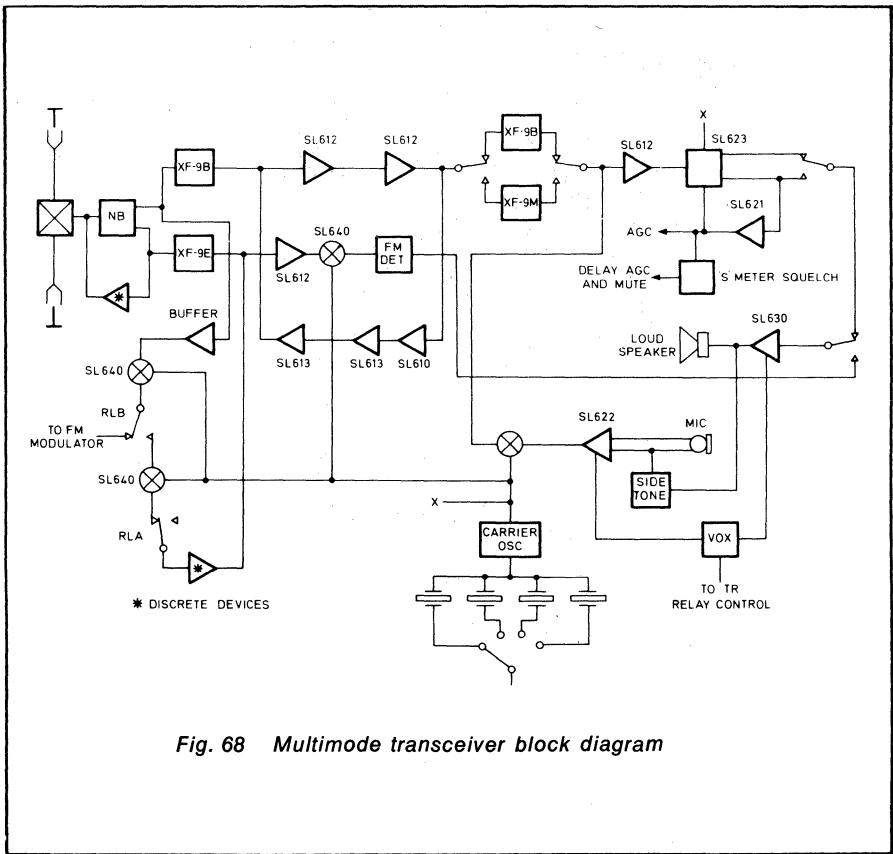 X
SL612
SL612
XF-9B
SL612
SL623
XF-9B
XF-9M
SL621
NB
SL640
AGC
XF-9E
FM
DET
SL612
DELAY AGC
AND MUTE
'S' METER SQUELCH
BUFFER
SL613
SL613
SL610
LOUD
SPEAKER
SL630
SL640
RLB
TO FM
MODULATOR
SL622
MIC
SL640
SIDE
TONE
X
RLA
CARRIER
OSC
VOX
* DISCRETE DEVICES
TO TR
RELAY CONTROL
Fig. 68 Multimode transceiver block diagram